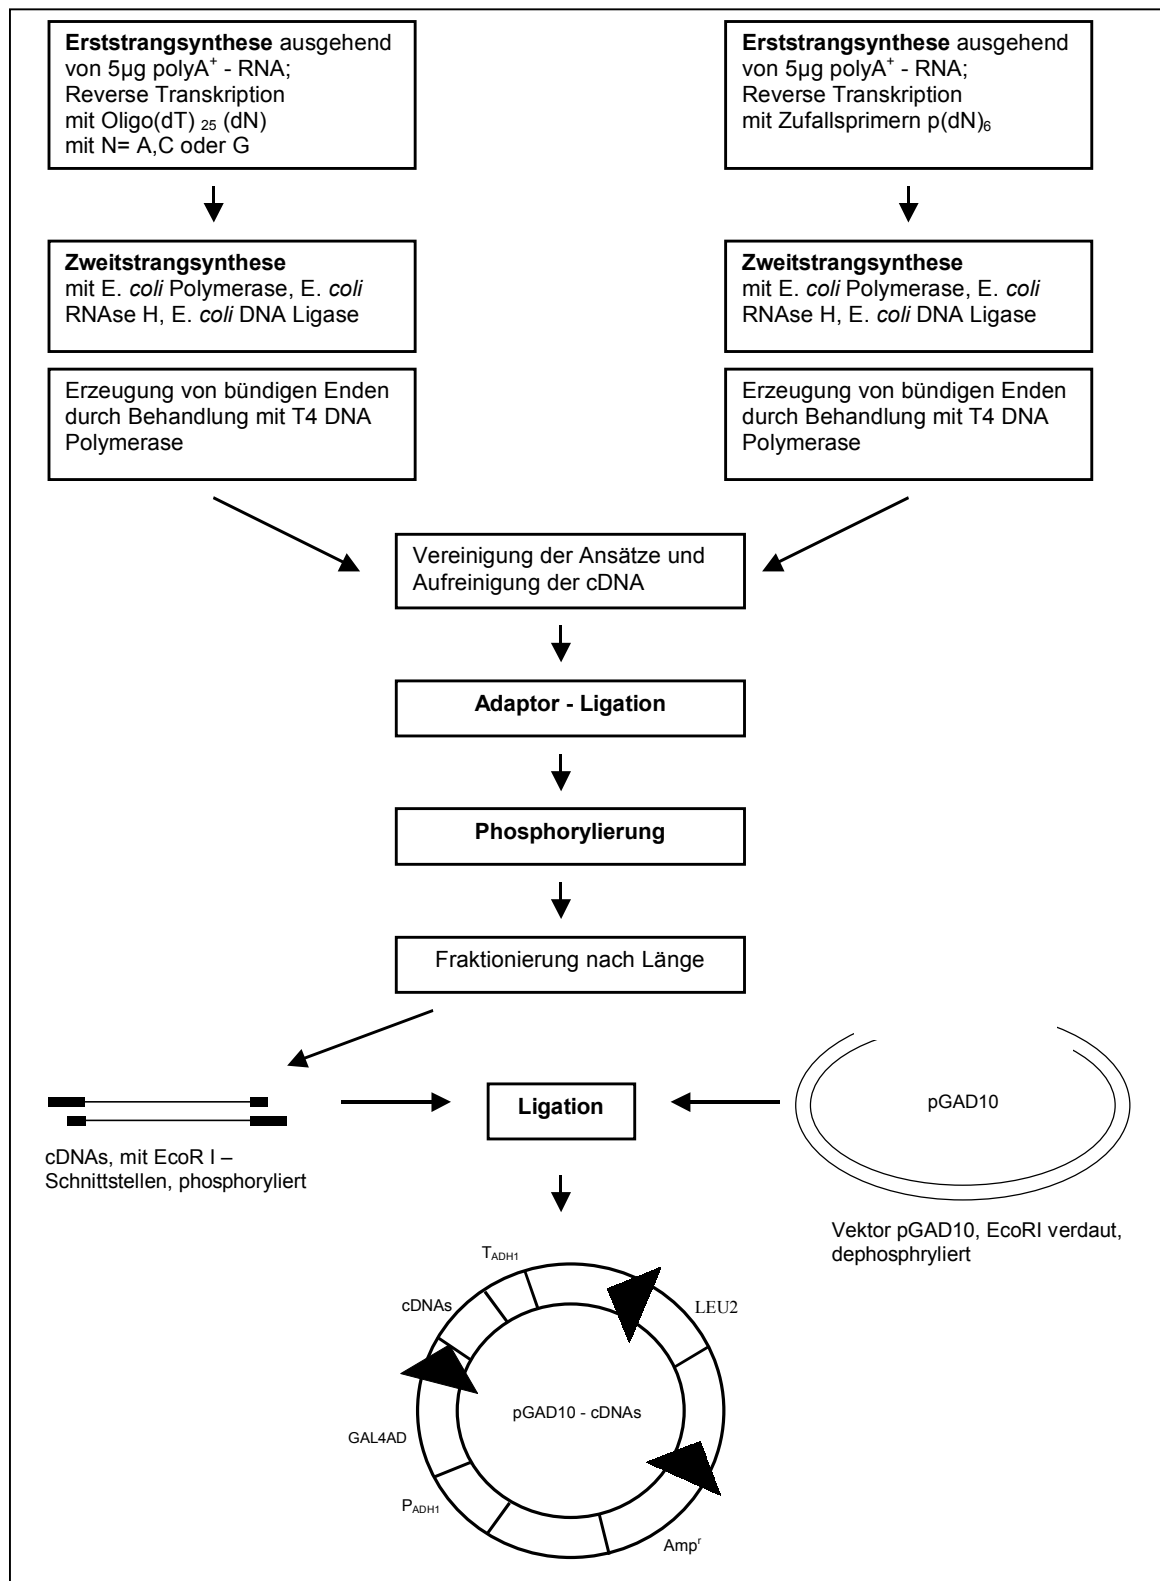 Erststrangsynthese ausgehend
von 5µg polyA⁺ - RNA;
Reverse Transkription
mit Oligo(dT) ₂₅ (dN)
mit N= A,C oder G
Erststrangsynthese ausgehend
von 5µg polyA⁺ - RNA;
Reverse Transkription
mit Zufallsprimern p(dN)₆
Zweitstrangsynthese
mit E. coli Polymerase, E. coli
RNAse H, E. coli DNA Ligase
Zweitstrangsynthese
mit E. coli Polymerase, E. coli
RNAse H, E. coli DNA Ligase
Erzeugung von bündigen Enden
durch Behandlung mit T4 DNA
Polymerase
Erzeugung von bündigen Enden
durch Behandlung mit T4 DNA
Polymerase
Vereinigung der Ansätze und
Aufreinigung der cDNA
Adaptor - Ligation
Phosphorylierung
Fraktionierung nach Länge
Ligation
pGAD10
cDNAs, mit EcoR I –
Schnittstellen, phosphoryliert
Vektor pGAD10, EcoRI verdaut,
dephosphryliert
T_ADH1
cDNAs
LEU2
pGAD10 - cDNAs
GAL4AD
P_ADH1
Ampʳ